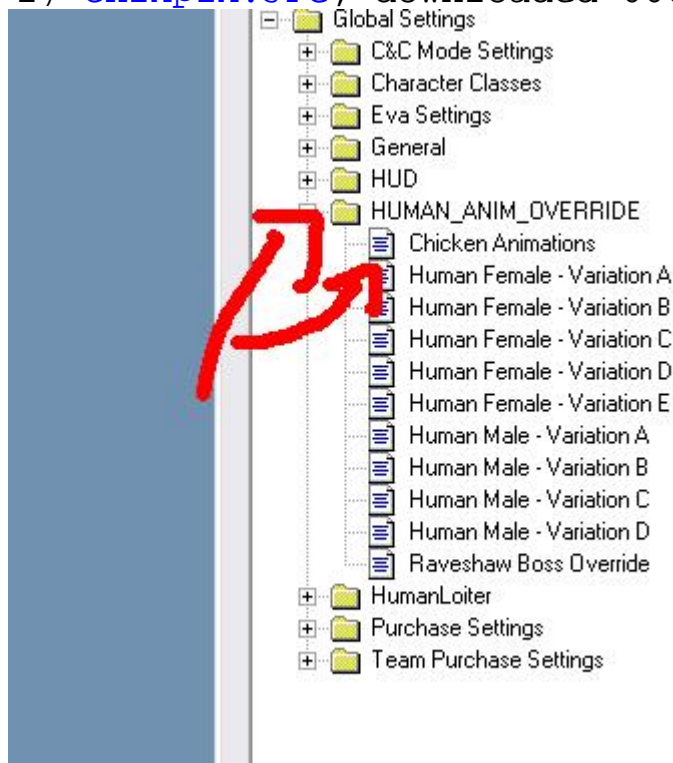 Global Settings
C&C Mode Settings
Character Classes
Eva Settings
General
HUD
HUMAN_ANIM_OVERRIDE
Chicken Animations
Human Female - Variation A
Human Female - Variation B
Human Female - Variation C
Human Female - Variation D
Human Female - Variation E
Human Male - Variation A
Human Male - Variation B
Human Male - Variation C
Human Male - Variation D
Raveshaw Boss Override
HumanLoiter
Purchase Settings
Team Purchase Settings